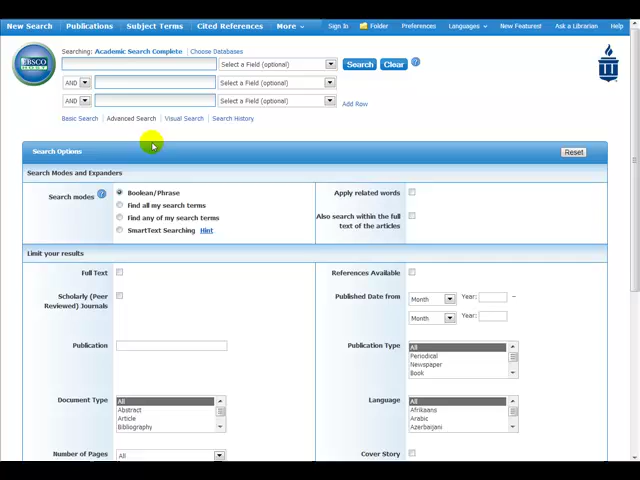 New Search Publications Subject Terms Cited References More Sign In Folder Preferences Languages New Features! Ask a Librarian Help
Searching: Academic Search Complete Choose Databases
EBSCO
HOST
Select a Field (optional) Search Clear ?
AND Select a Field (optional)
AND Select a Field (optional) Add Row
Basic Search Advanced Search Visual Search Search History
Search Options Reset
Search Modes and Expanders
Search modes ? Boolean/Phrase
Find all my search terms
Find any of my search terms
SmartText Searching Hint
Apply related words
Also search within the full
text of the articles
Limit your results
Full Text
Scholarly (Peer
Reviewed) Journals
Publication
Document Type All
Abstract
Article
Bibliography
Number of Pages All
References Available
Published Date from Month Year: –
Month Year:
Publication Type All
Periodical
Newspaper
Book
Language All
Afrikaans
Arabic
Azerbaijani
Cover Story